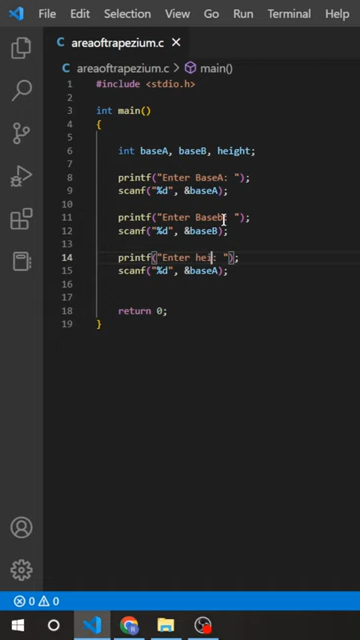 File Edit Selection View Go Run Terminal Help
areaoftrapezium.c
areaoftrapezium.c > main()
1 #include <stdio.h>
2
3 int main()
4 {
5
6 int baseA, baseB, height;
7
8 printf("Enter BaseA: ");
9 scanf("%d", &baseA);
10
11 printf("Enter BaseB: ");
12 scanf("%d", &baseB);
13
14 printf("Enter hei: ");
15 scanf("%d", &baseA);
16
17
18 return 0;
19 }
0 0